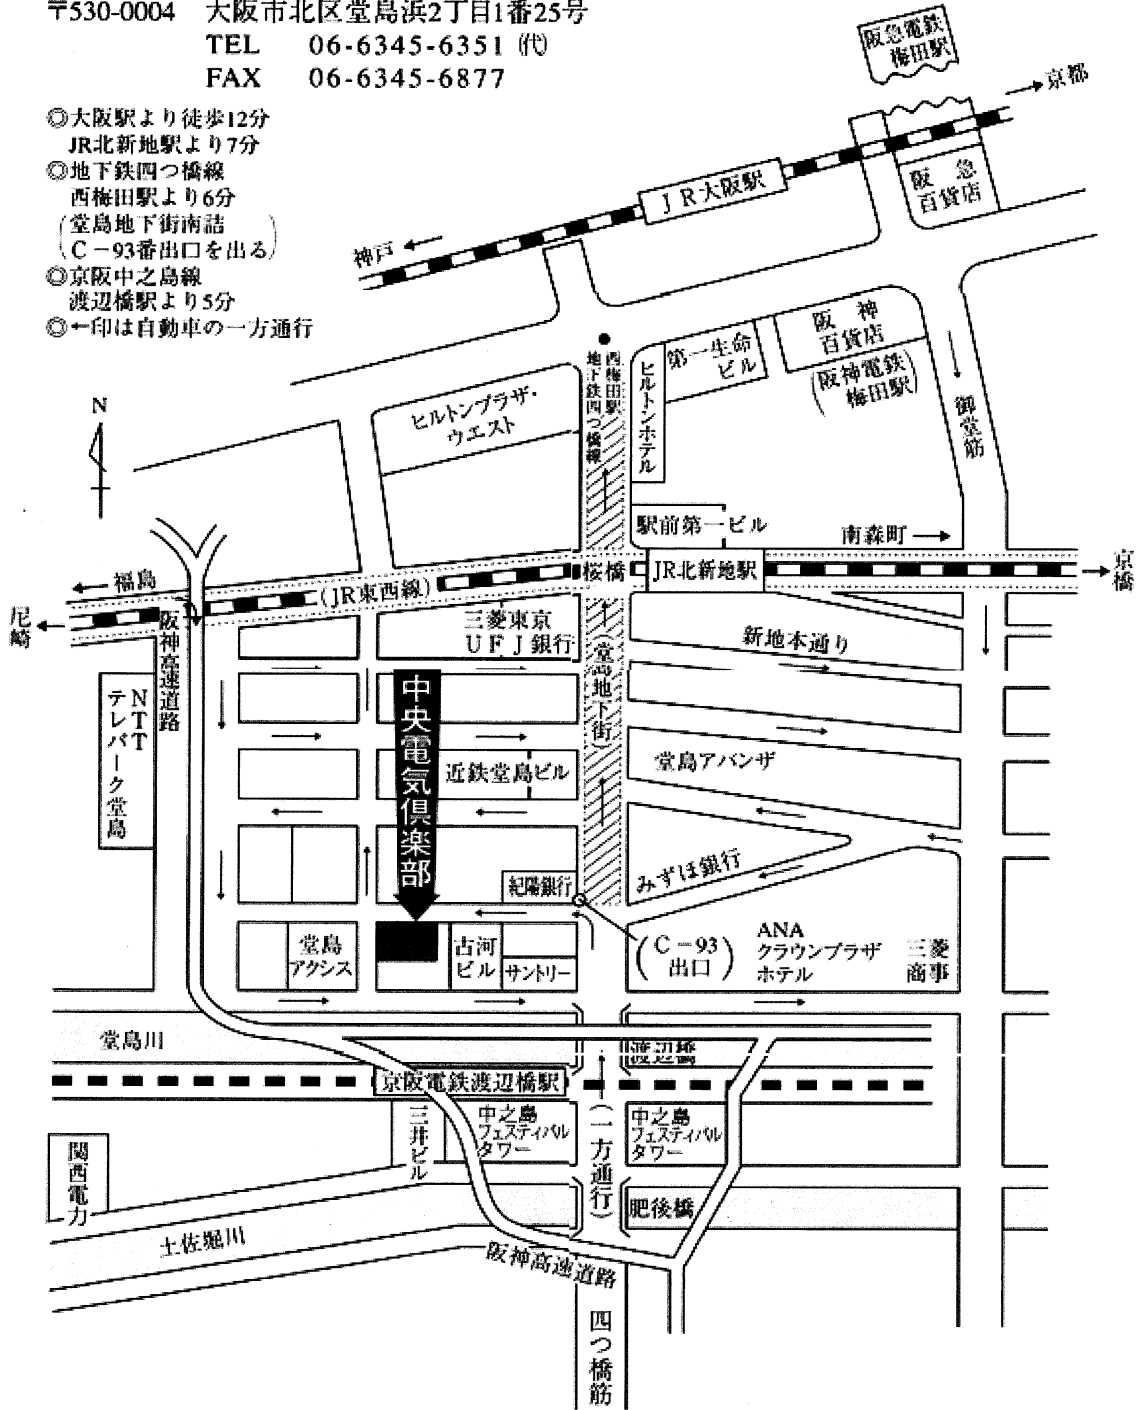 〒530-0004 大阪市北区堂島浜2丁目1番25号
TEL 06-6345-6351 (代)
FAX 06-6345-6877
◎大阪駅より徒歩12分
JR北新地駅より7分
◎地下鉄四つ橋線
西梅田駅より6分
(堂島地下街南詰
C－93番出口を出る)
◎京阪中之島線
渡辺橋駅より5分
◎←印は自動車の一方通行
阪急電鉄
梅田駅
京都
JR大阪駅
阪急
百貨店
神戸
阪神
百貨店
(阪神電鉄
梅田駅)
第一生命
ビル
ヒルトンホテル
西梅田駅
地下鉄四つ橋線
御堂筋
N
ヒルトンプラザ・
ウエスト
駅前第一ビル
南森町
京橋
福島
尼崎
(JR東西線)
桜橋
JR北新地駅
阪神高速道路
三菱東京
UFJ銀行
新地本通り
(堂島地下街)
NTT
テレパーク堂島
中央電気倶楽部
近鉄堂島ビル
堂島アバンザ
みずほ銀行
紀陽銀行
堂島
アクシス
古河
ビル
サントリー
(C－93
出口)
ANA
クラウンプラザ
ホテル
三菱
商事
堂島川
渡辺橋
京阪電鉄渡辺橋駅
三井ビル
中之島
フェスティバル
タワー
(一方通行)
中之島
フェスティバル
タワー
関西電力
肥後橋
土佐堀川
阪神高速道路
四つ橋筋